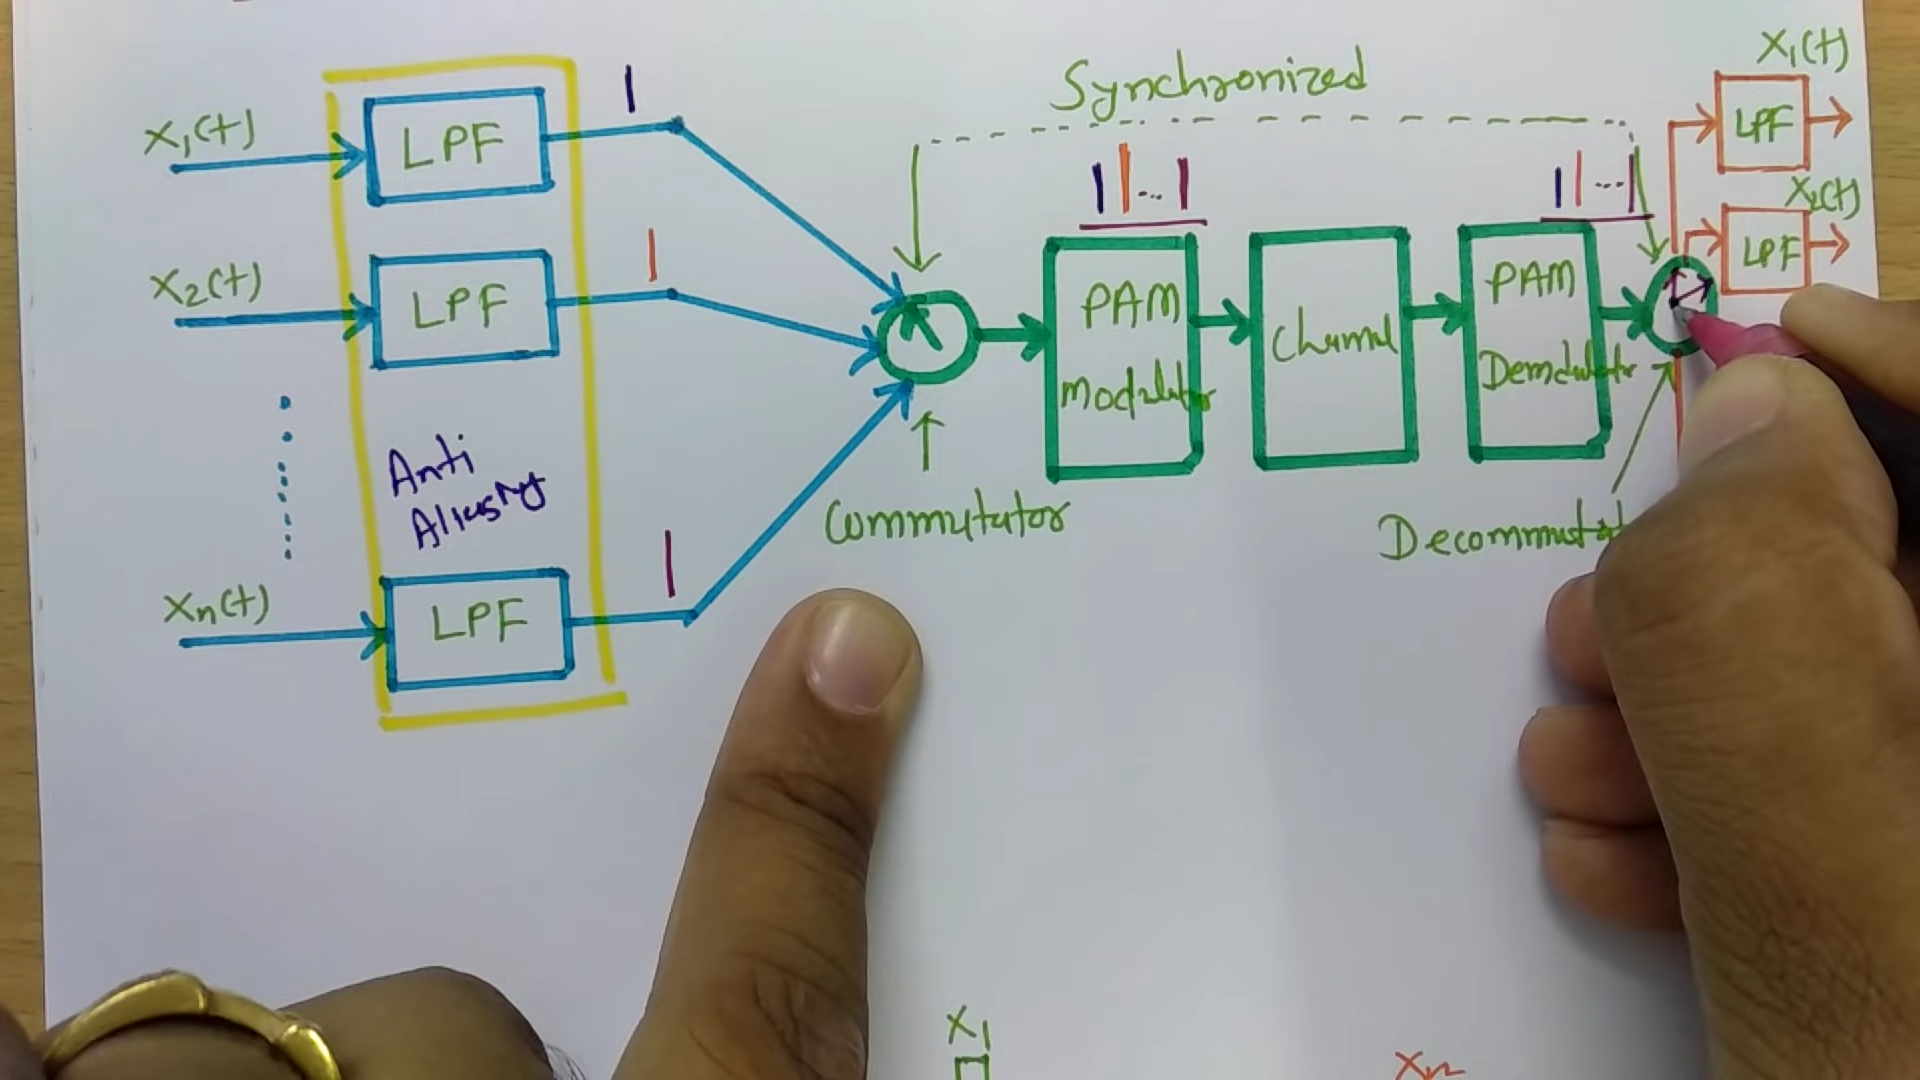 x₁(t)
LPF
x₂(t)
LPF
Anti
Aliasing
xn(t)
LPF
Synchronized
Commutator
PAM
Modulator
Channel
PAM
Demodulator
Decommutat
x₁(t)
LPF
x₂(t)
LPF
x₁
xn